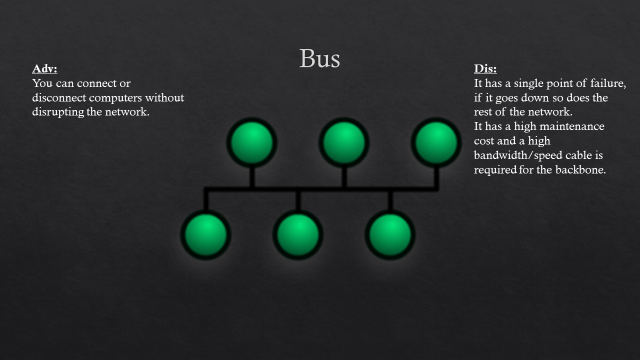 Bus
Adv:
You can connect or
disconnect computers without
disrupting the network.
Dis:
It has a single point of failure,
if it goes down so does the
rest of the network.
It has a high maintenance
cost and a high
bandwidth/speed cable is
required for the backbone.